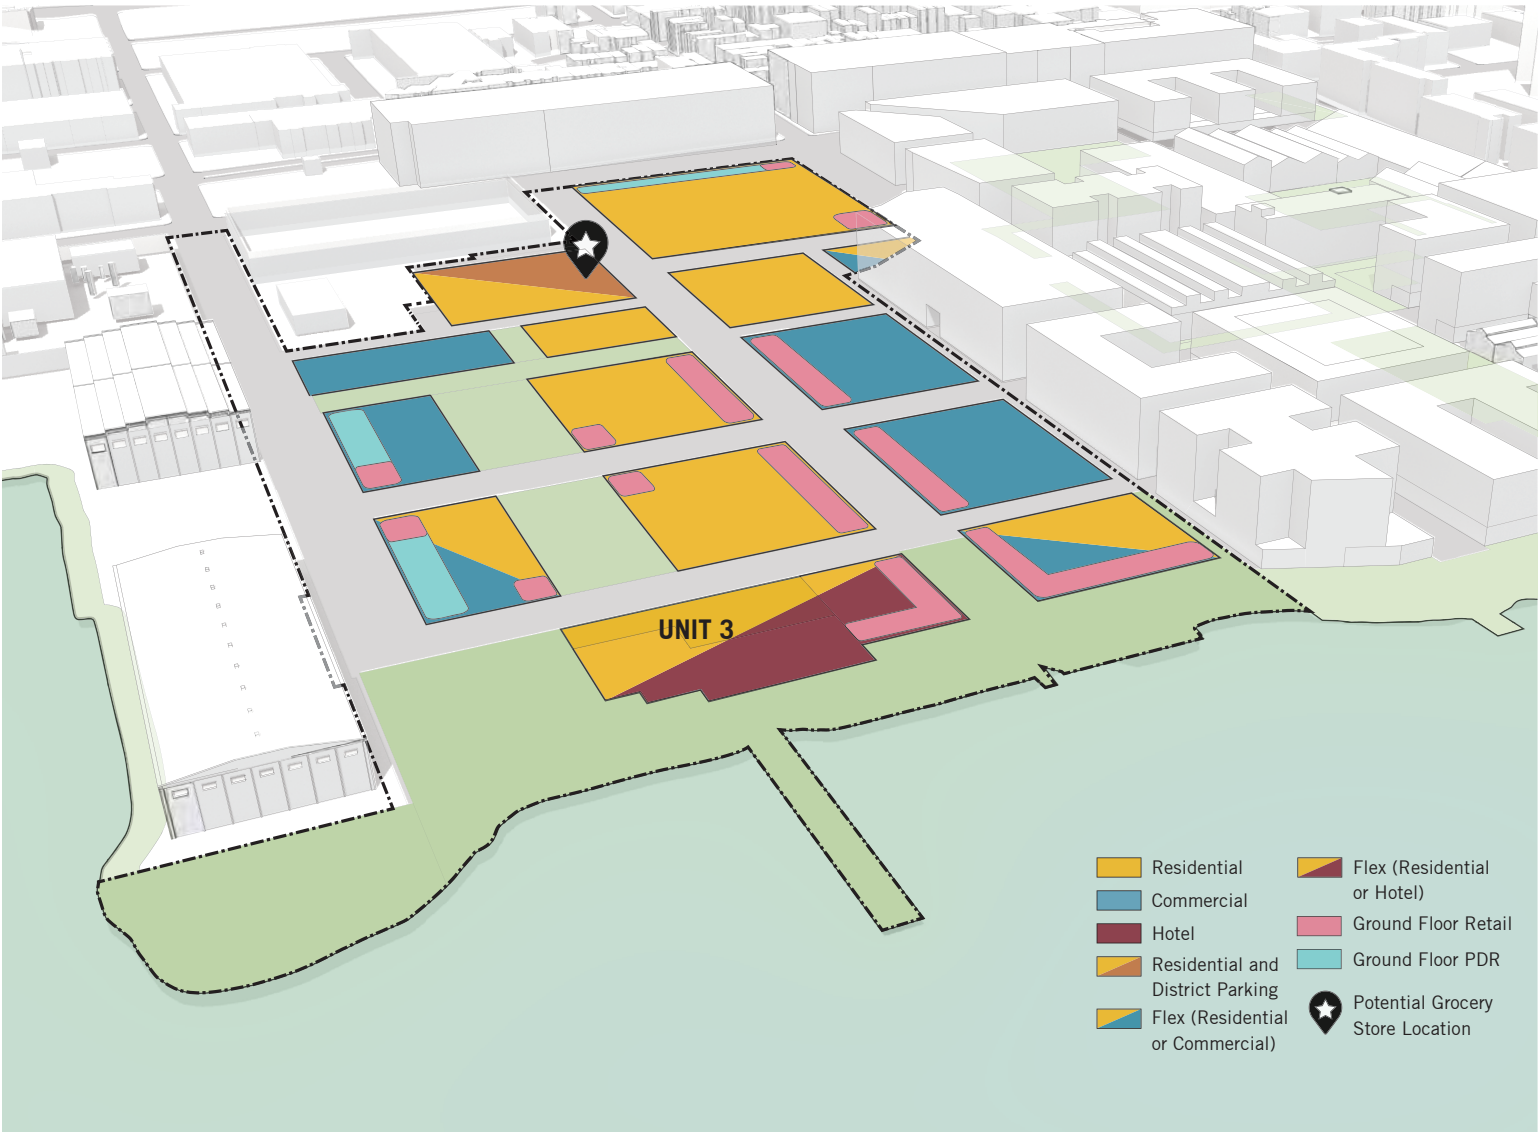 UNIT 3
Residential
Commercial
Hotel
Residential and
District Parking
Flex (Residential
or Commercial)
Flex (Residential
or Hotel)
Ground Floor Retail
Ground Floor PDR
Potential Grocery
Store Location